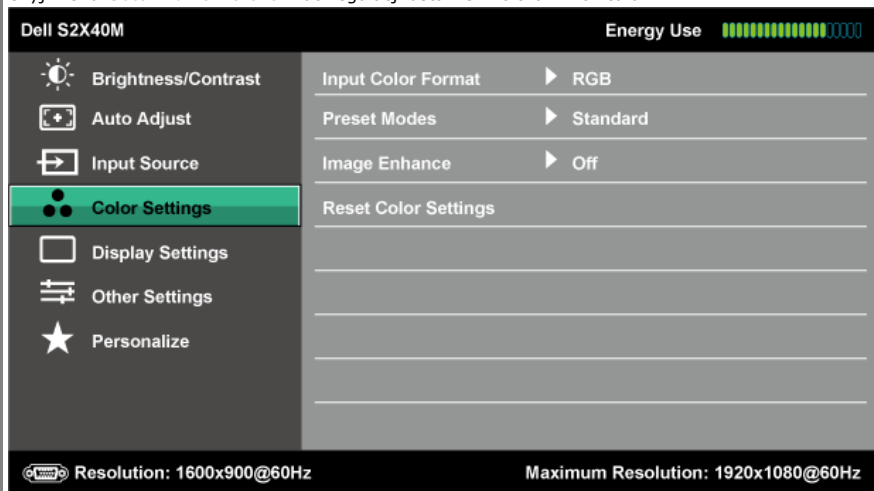 Dell S2X40M Energy Use
Brightness/Contrast Input Color Format RGB
Auto Adjust Preset Modes Standard
Input Source Image Enhance Off
Color Settings Reset Color Settings
Display Settings
Other Settings
Personalize
Resolution: 1600x900@60Hz Maximum Resolution: 1920x1080@60Hz